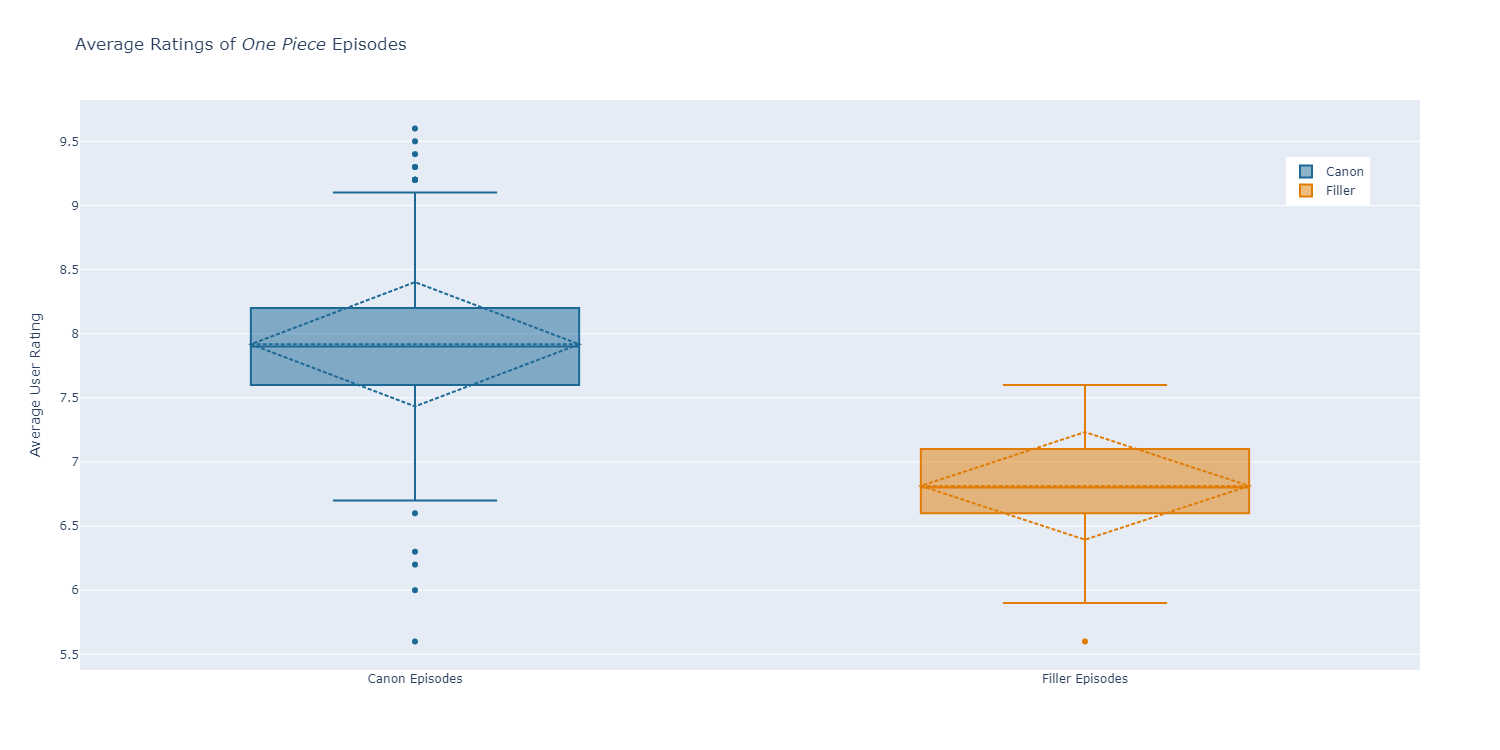 Average Ratings of One Piece Episodes
Average User Rating
9.5
9
8.5
8
7.5
7
6.5
6
5.5
Canon
Filler
Canon Episodes
Filler Episodes